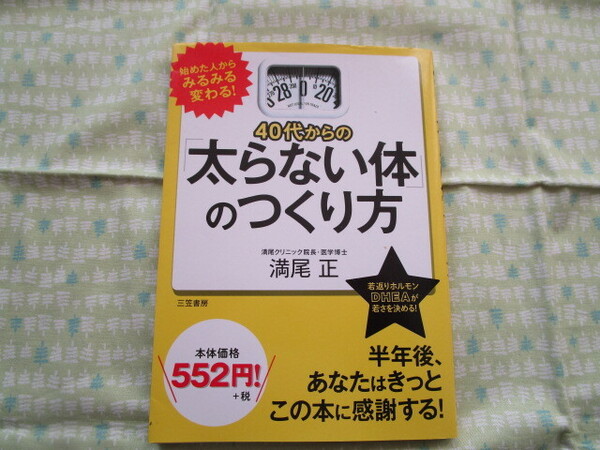 始めた人から
みるみる
変わる!
280 20
40代からの
「太らない体」
のつくり方
満尾クリニック院長・医学博士
満尾 正
若返りホルモン
DHEAが
若さを決める!
三笠書房
本体価格
552円!
+税
半年後、
あなたはきっと
この本に感謝する!